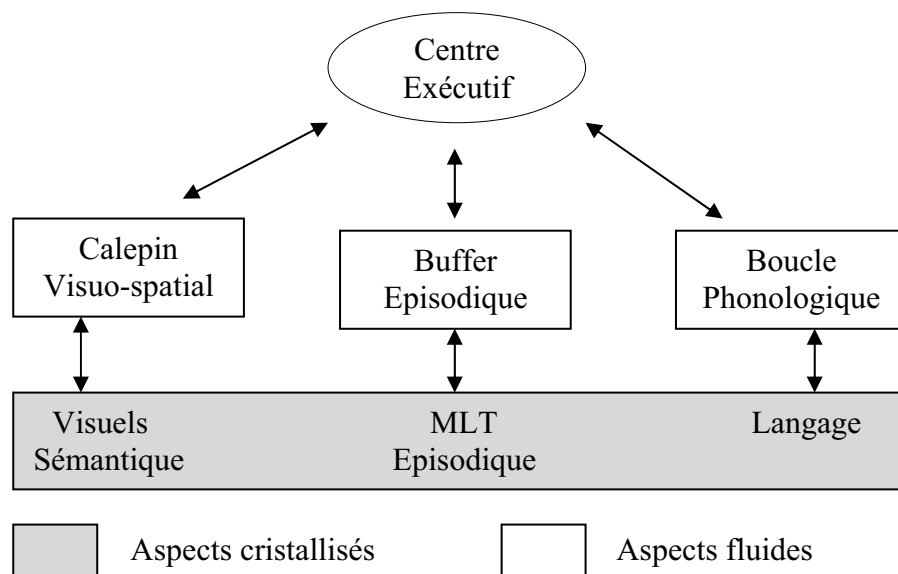 Centre
Exécutif
Calepin
Visuo-spatial
Buffer
Episodique
Boucle
Phonologique
Visuels
Sémantique
MLT
Episodique
Langage
Aspects cristallisés
Aspects fluides